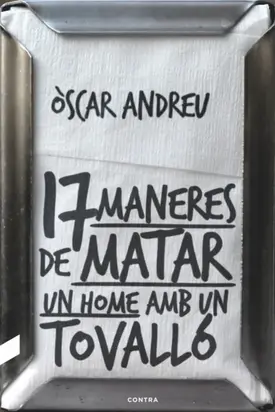 ÒSCAR ANDREU
17 MANERES
DE MATAR
UN HOME AMB UN
TOVALLÓ
CONTRA